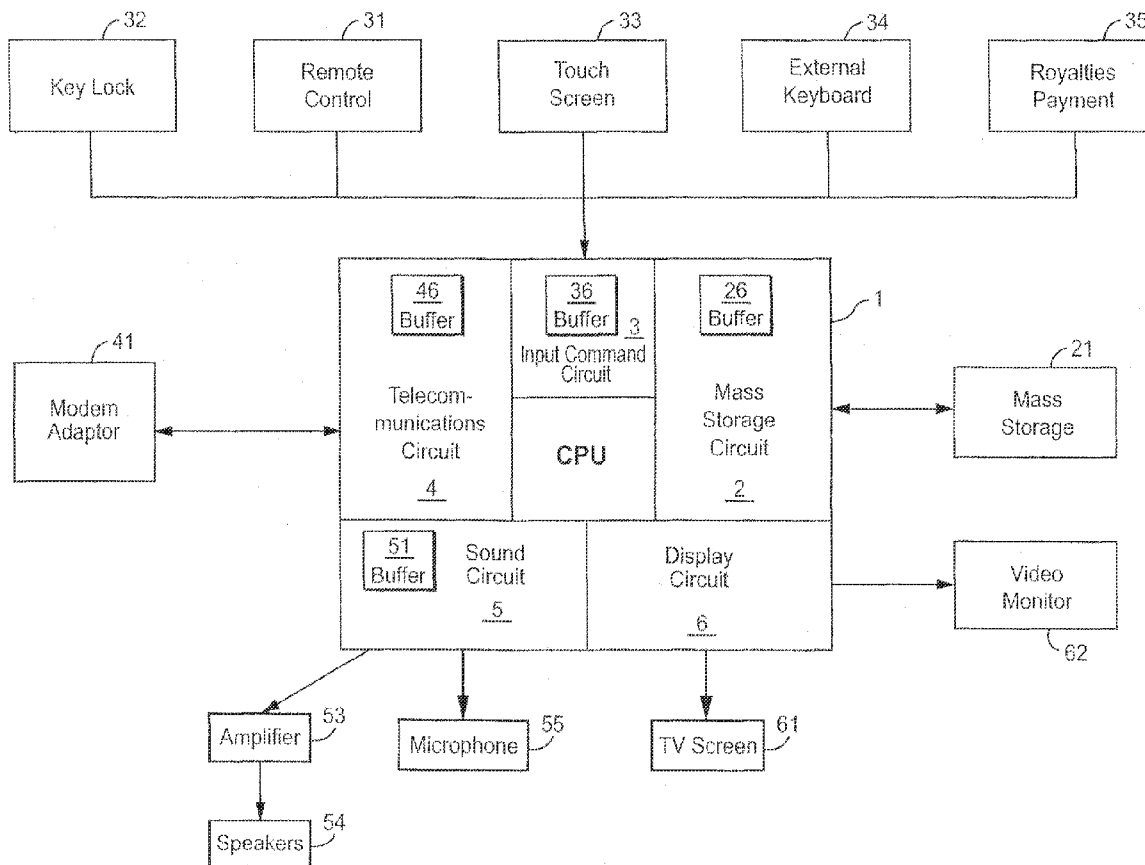 32
31
33
34
35
Key Lock
Remote
Control
Touch
Screen
External
Keyboard
Royalties
Payment
46
Buffer
36
Buffer
3
Input Command
Circuit
26
Buffer
1
41
Modem
Adaptor
Telecom-
munications
Circuit
4
CPU
Mass
Storage
Circuit
2
21
Mass
Storage
51
Buffer
Sound
Circuit
5
Display
Circuit
6
Video
Monitor
62
Amplifier
53
Microphone
55
TV Screen
61
Speakers
54